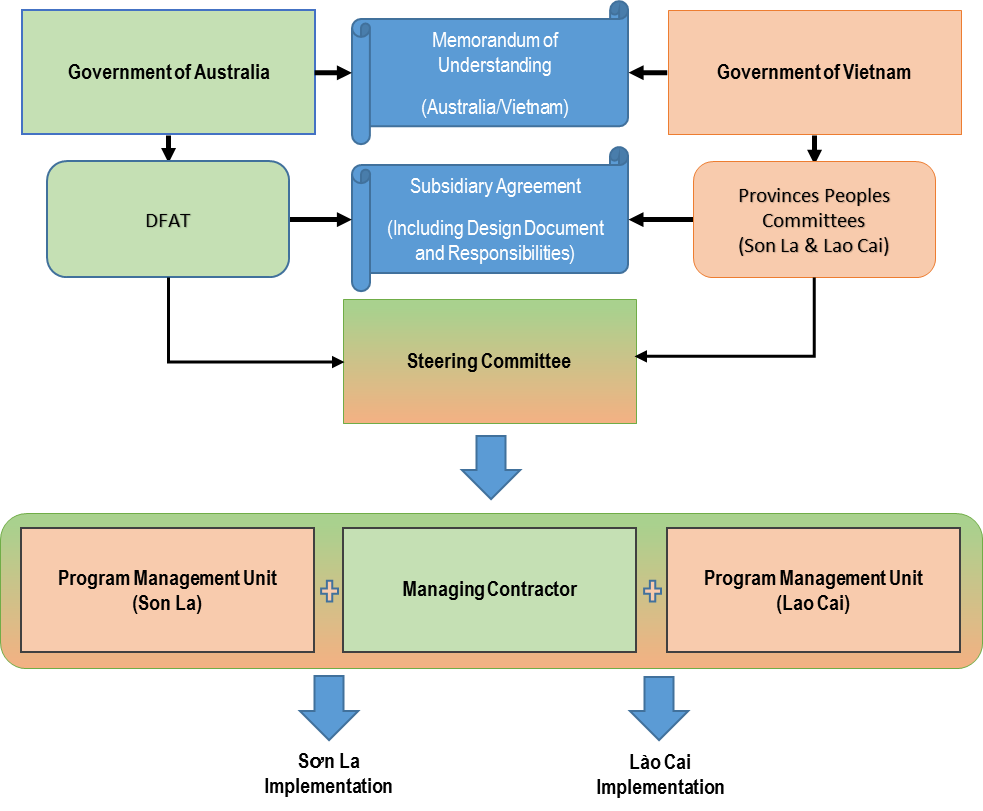 Government of Australia
Memorandum of
Understanding
(Australia/Vietnam)
Government of Vietnam
DFAT
Subsidiary Agreement
(Including Design Document
and Responsibilities)
Provinces Peoples
Committees
(Son La & Lao Cai)
Steering Committee
Program Management Unit
(Son La)
Managing Contractor
Program Management Unit
(Lao Cai)
Sơn La
Implementation
Lào Cai
Implementation